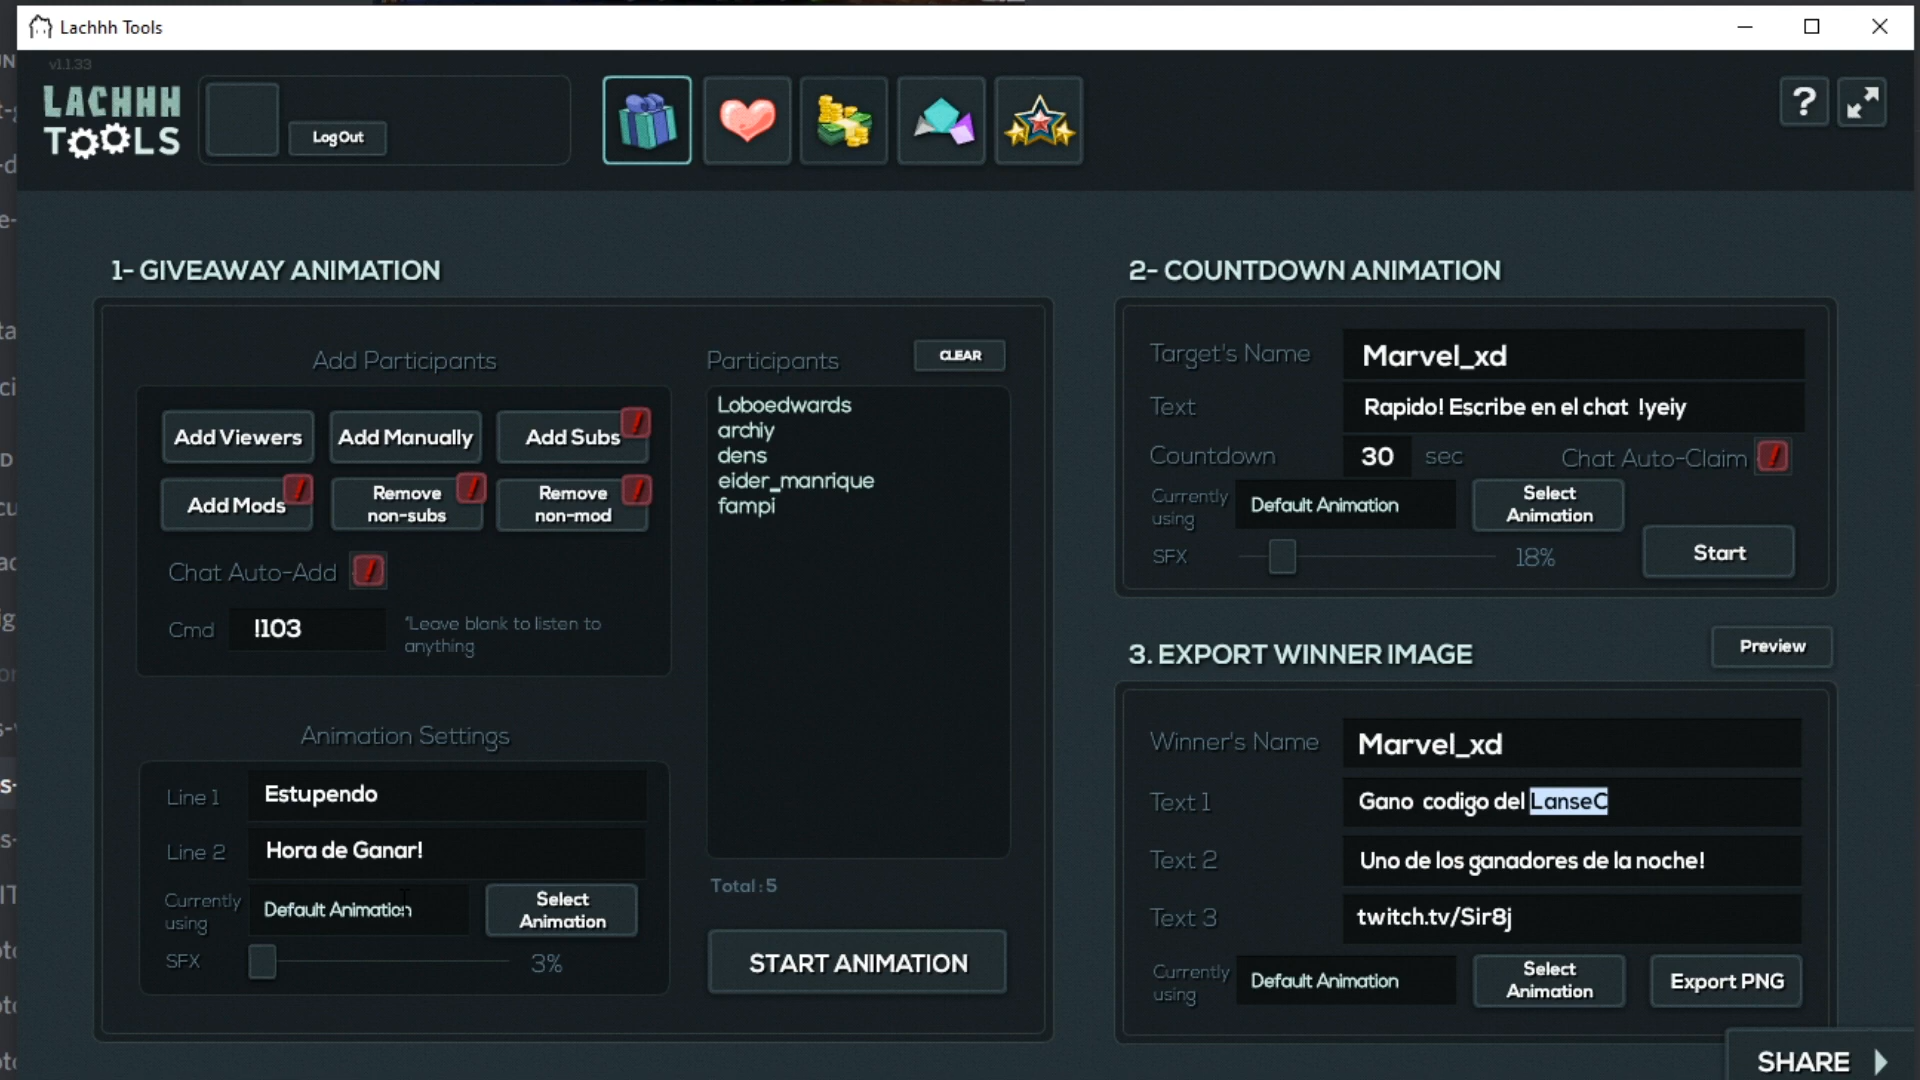 Lachhh Tools
v1.1.33
LACHHH
TOOLS
Log Out
?
1- GIVEAWAY ANIMATION
Add Participants
Add Viewers
Add Manually
Add Subs
Add Mods
Remove
non-subs
Remove
non-mod
Chat Auto-Add
Cmd
!103
*Leave blank to listen to
anything
Animation Settings
Line 1
Estupendo
Line 2
Hora de Ganar!
Currently
using
Default Animation
Select
Animation
SFX
3%
Participants
CLEAR
Loboedwards
archiy
dens
eider_manrique
fampi
Total : 5
START ANIMATION
2- COUNTDOWN ANIMATION
Target's Name
Marvel_xd
Text
Rapido! Escribe en el chat !yeiy
Countdown
30
sec
Chat Auto-Claim
Currently
using
Default Animation
Select
Animation
SFX
18%
Start
3. EXPORT WINNER IMAGE
Preview
Winner's Name
Marvel_xd
Text 1
Gano codigo del LanseC
Text 2
Uno de los ganadores de la noche!
Text 3
twitch.tv/Sir8j
Currently
using
Default Animation
Select
Animation
Export PNG
SHARE